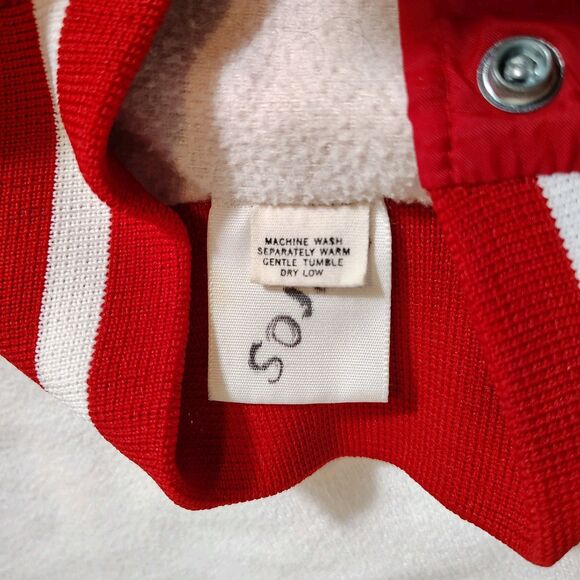 MACHINE WASH
SEPARATELY WARM
GENTLE TUMBLE
DRY LOW